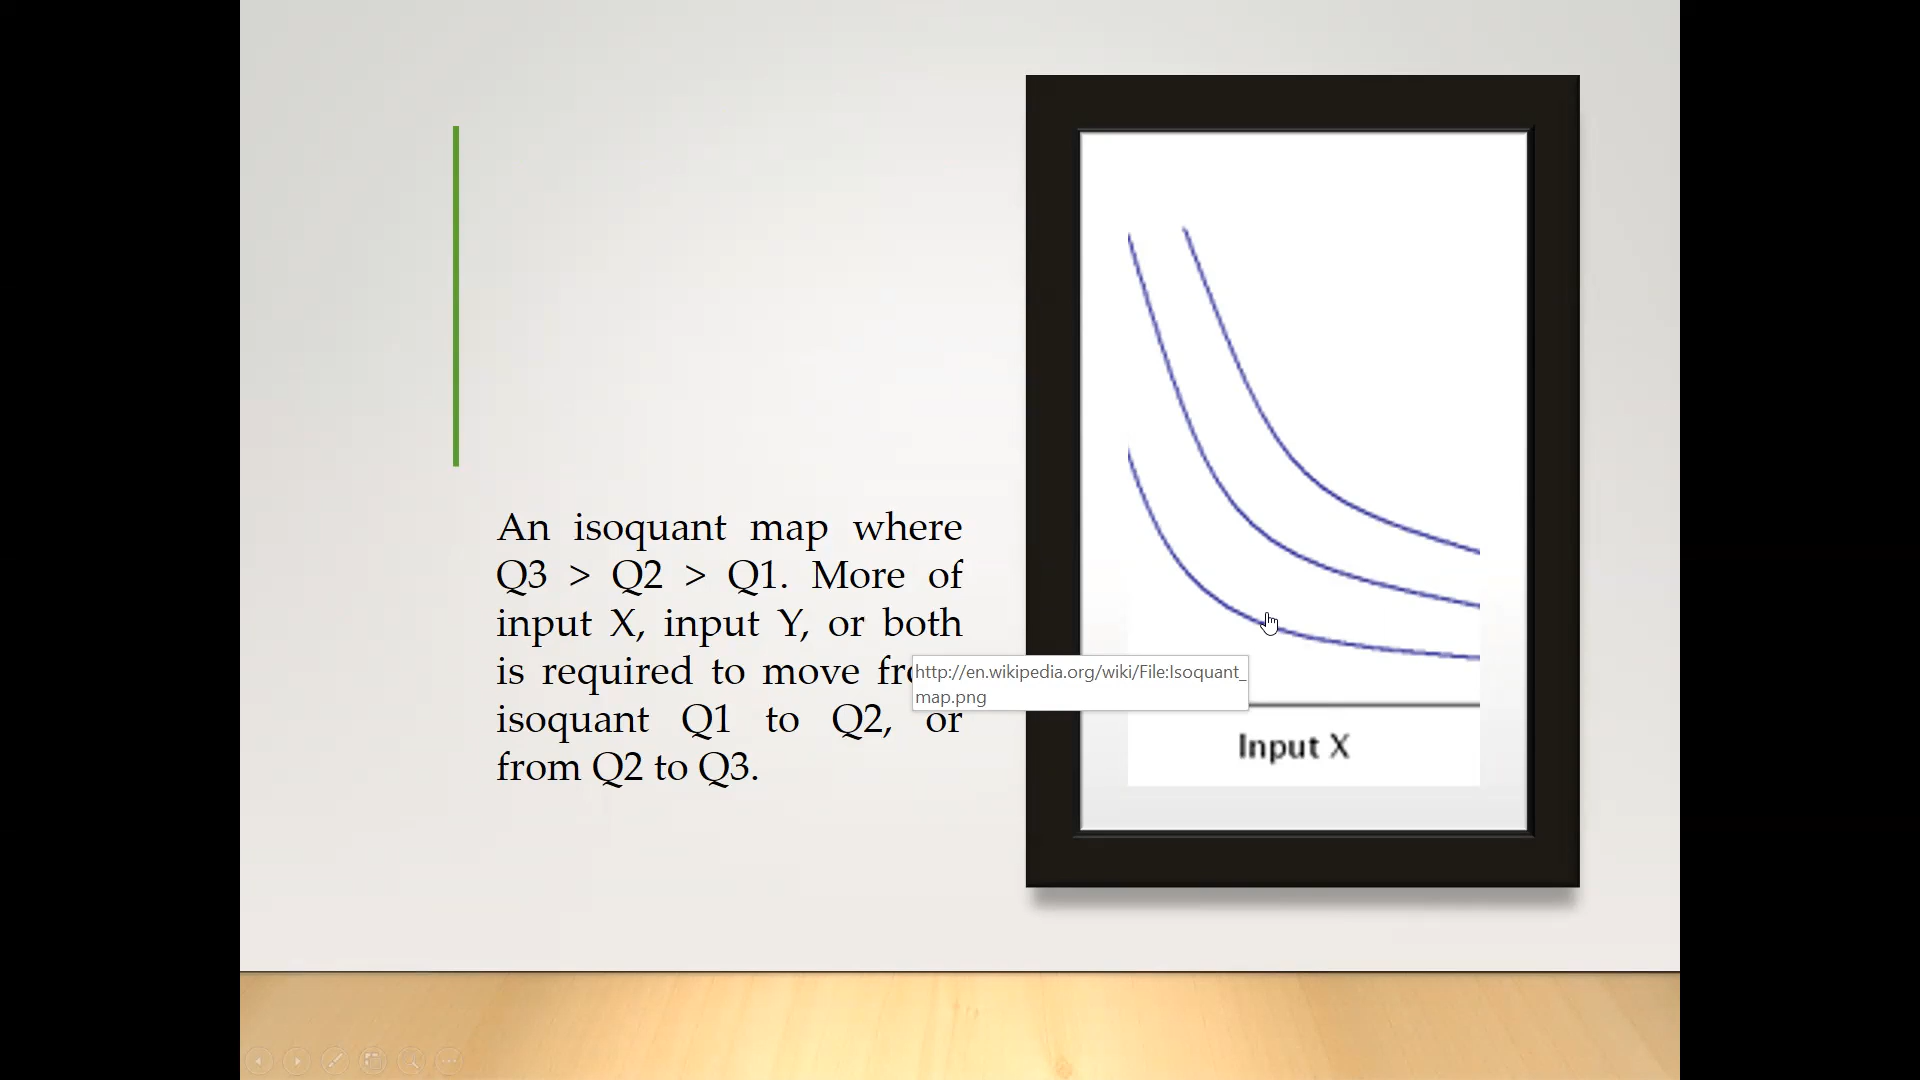 An isoquant map where
Q3 > Q2 > Q1. More of
input X, input Y, or both
is required to move
isoquant Q1 to Q2, or
from Q2 to Q3.
http://en.wikipedia.org/wiki/File:Isoquant_
map.png
Input X